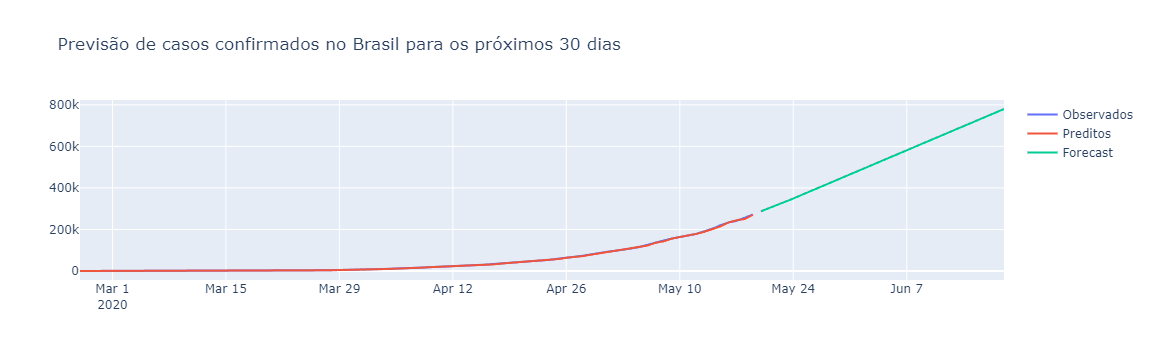 Previsão de casos confirmados no Brasil para os próximos 30 dias
800k
600k
400k
200k
0
Mar 1
2020
Mar 15
Mar 29
Apr 12
Apr 26
May 10
May 24
Jun 7
Observados
Preditos
Forecast